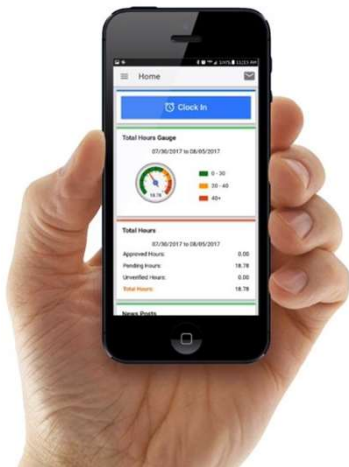 Home
Clock In
Total Hours Gauge
07/30/2017 to 08/05/2017
0 - 30
30 - 40
40+
18.78
Total Hours
07/30/2017 to 08/05/2017
Approved Hours: 0.00
Pending Hours: 18.78
Unverified Hours: 0.00
Total Hours: 18.78
News Posts